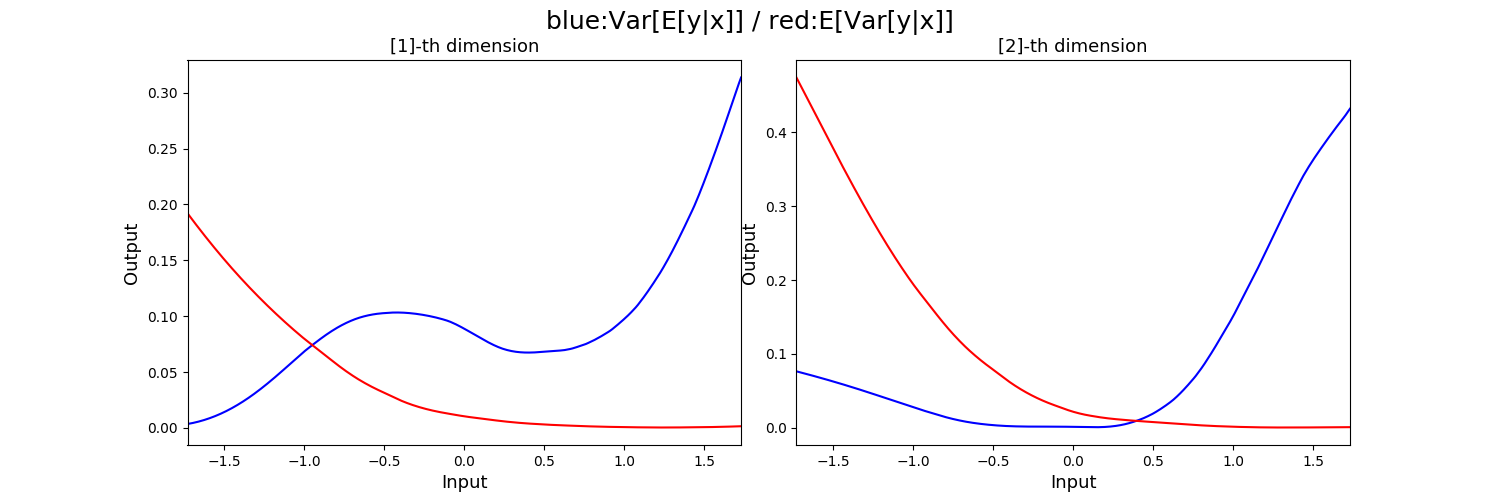 blue:Var[E[y|x]] / red:E[Var[y|x]]
[1]-th dimension
0.30
0.25
0.20
0.15
0.10
0.05
0.00
Output
−1.5 −1.0 −0.5 0.0 0.5 1.0 1.5
Input
[2]-th dimension
0.4
0.3
0.2
0.1
0.0
Output
−1.5 −1.0 −0.5 0.0 0.5 1.0 1.5
Input